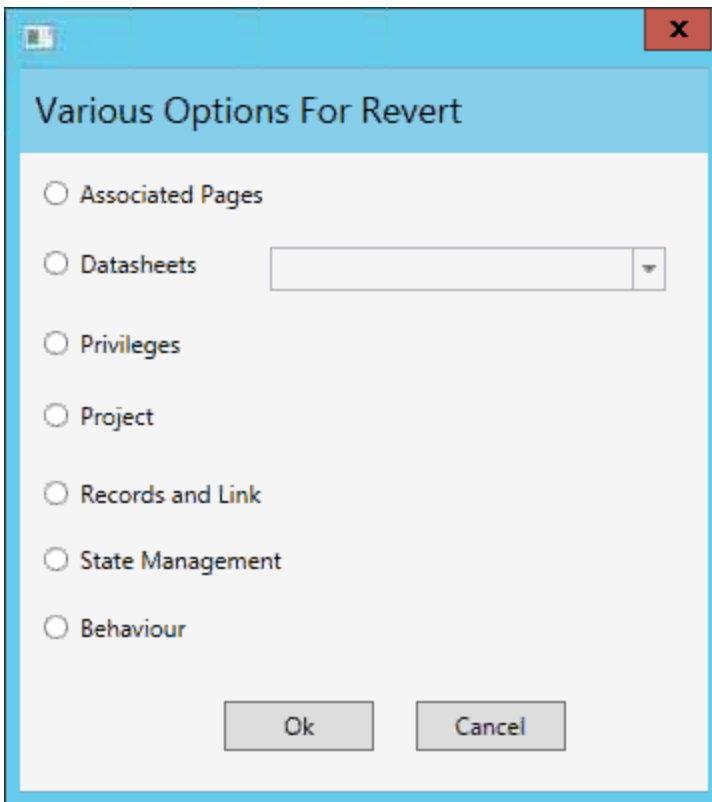 x
Various Options For Revert
Associated Pages
Datasheets
Privileges
Project
Records and Link
State Management
Behaviour
Ok Cancel